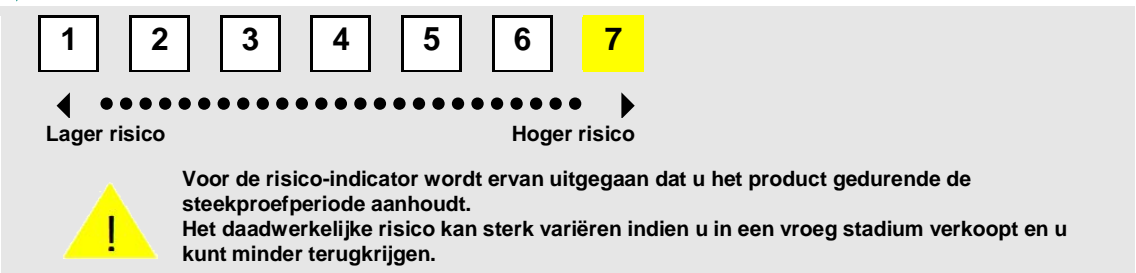 1 2 3 4 5 6 7
Lager risico Hoger risico
Voor de risico-indicator wordt ervan uitgegaan dat u het product gedurende de
steekproefperiode aanhoudt.
! Het daadwerkelijke risico kan sterk variëren indien u in een vroeg stadium verkoopt en u
kunt minder terugkrijgen.